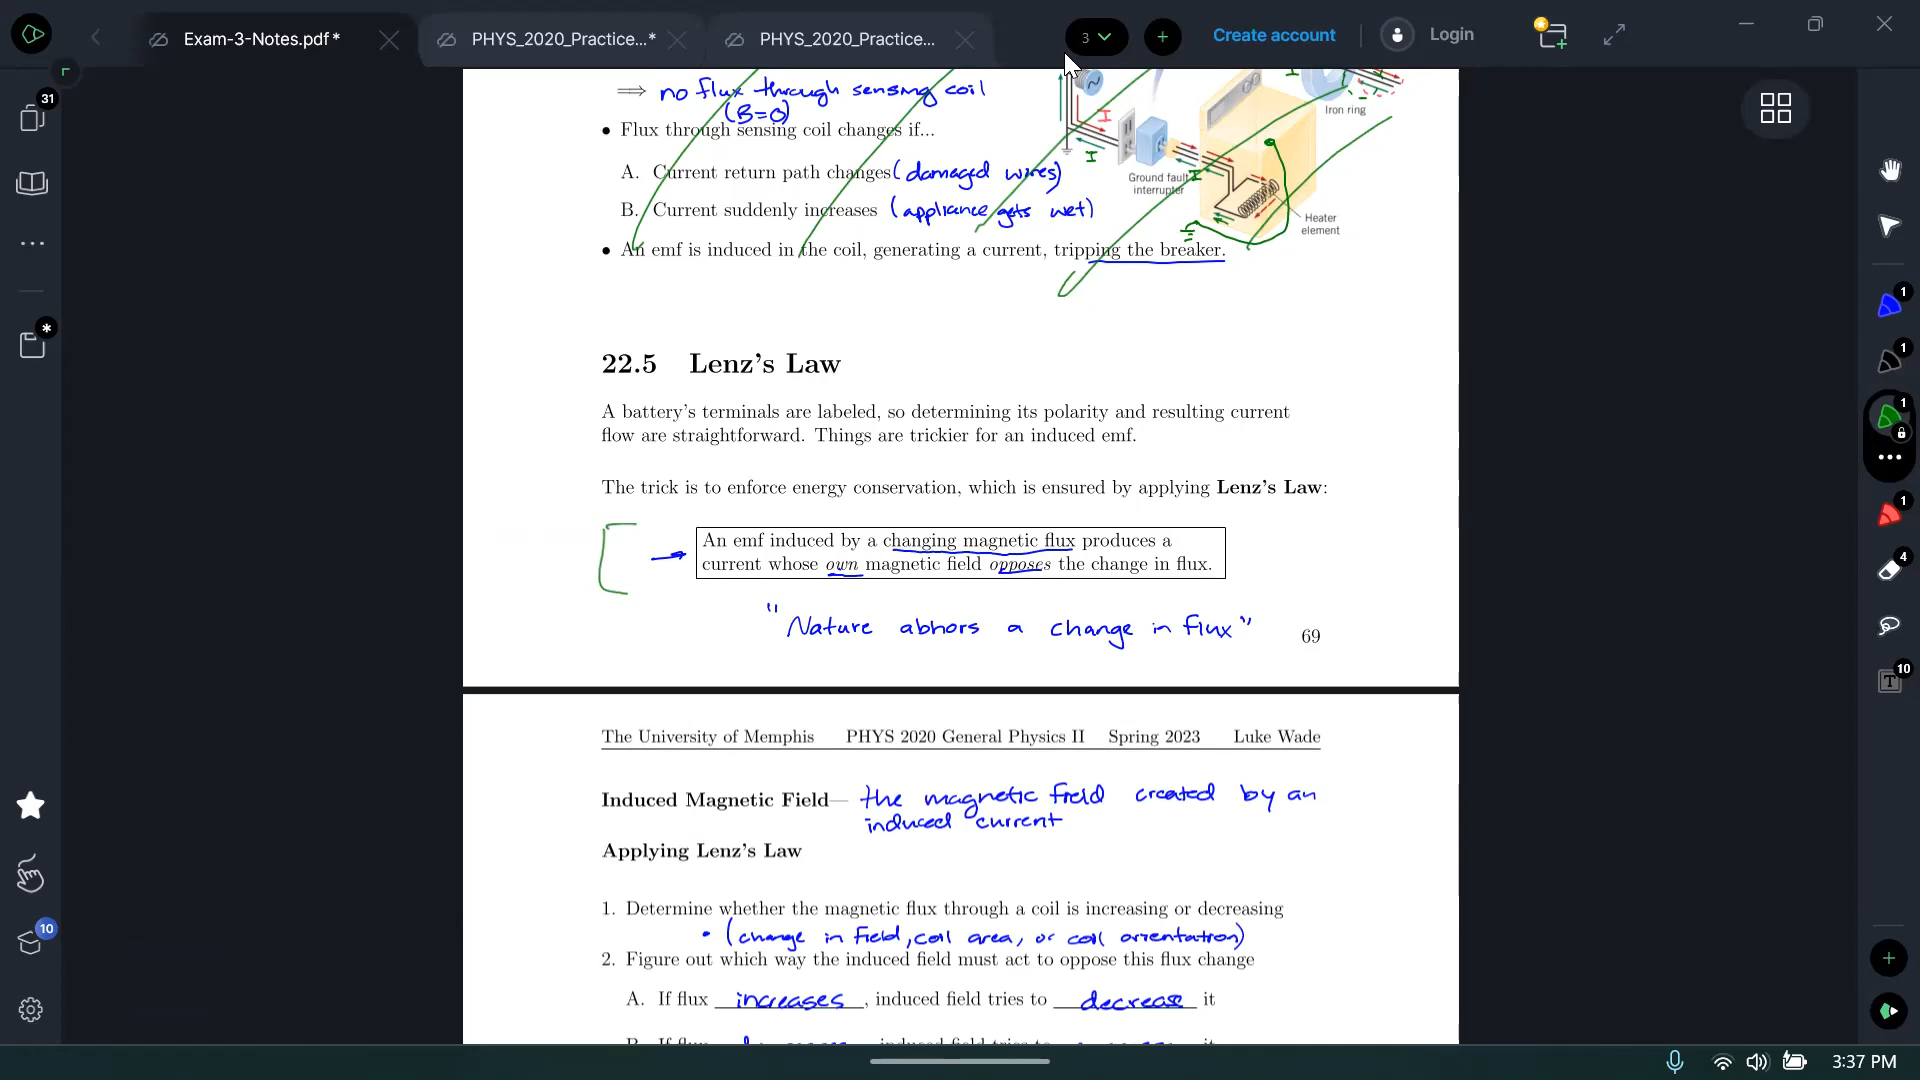 Exam-3-Notes.pdf *
PHYS_2020_Practice...*
PHYS_2020_Practice...
3
Create account
Login
31
⟹ no flux through sensing coil
(B=0)
• Flux through sensing coil changes if...
A. Current return path changes (damaged wires)
B. Current suddenly increases (appliance gets wet)
• An emf is induced in the coil, generating a current, tripping the breaker.
I
I
I
I
Iron ring
Ground fault
interrupter
Heater
element
22.5 Lenz's Law
A battery's terminals are labeled, so determining its polarity and resulting current
flow are straightforward. Things are trickier for an induced emf.
The trick is to enforce energy conservation, which is ensured by applying Lenz's Law:
An emf induced by a changing magnetic flux produces a
current whose own magnetic field opposes the change in flux.
"Nature abhors a change in flux"
69
The University of Memphis PHYS 2020 General Physics II Spring 2023 Luke Wade
Induced Magnetic Field— the magnetic field created by an
induced current
Applying Lenz's Law
1. Determine whether the magnetic flux through a coil is increasing or decreasing
• (change in field, coil area, or coil orientation)
2. Figure out which way the induced field must act to oppose this flux change
A. If flux increases, induced field tries to decrease it
10
1
1
1
1
4
10
3:37 PM